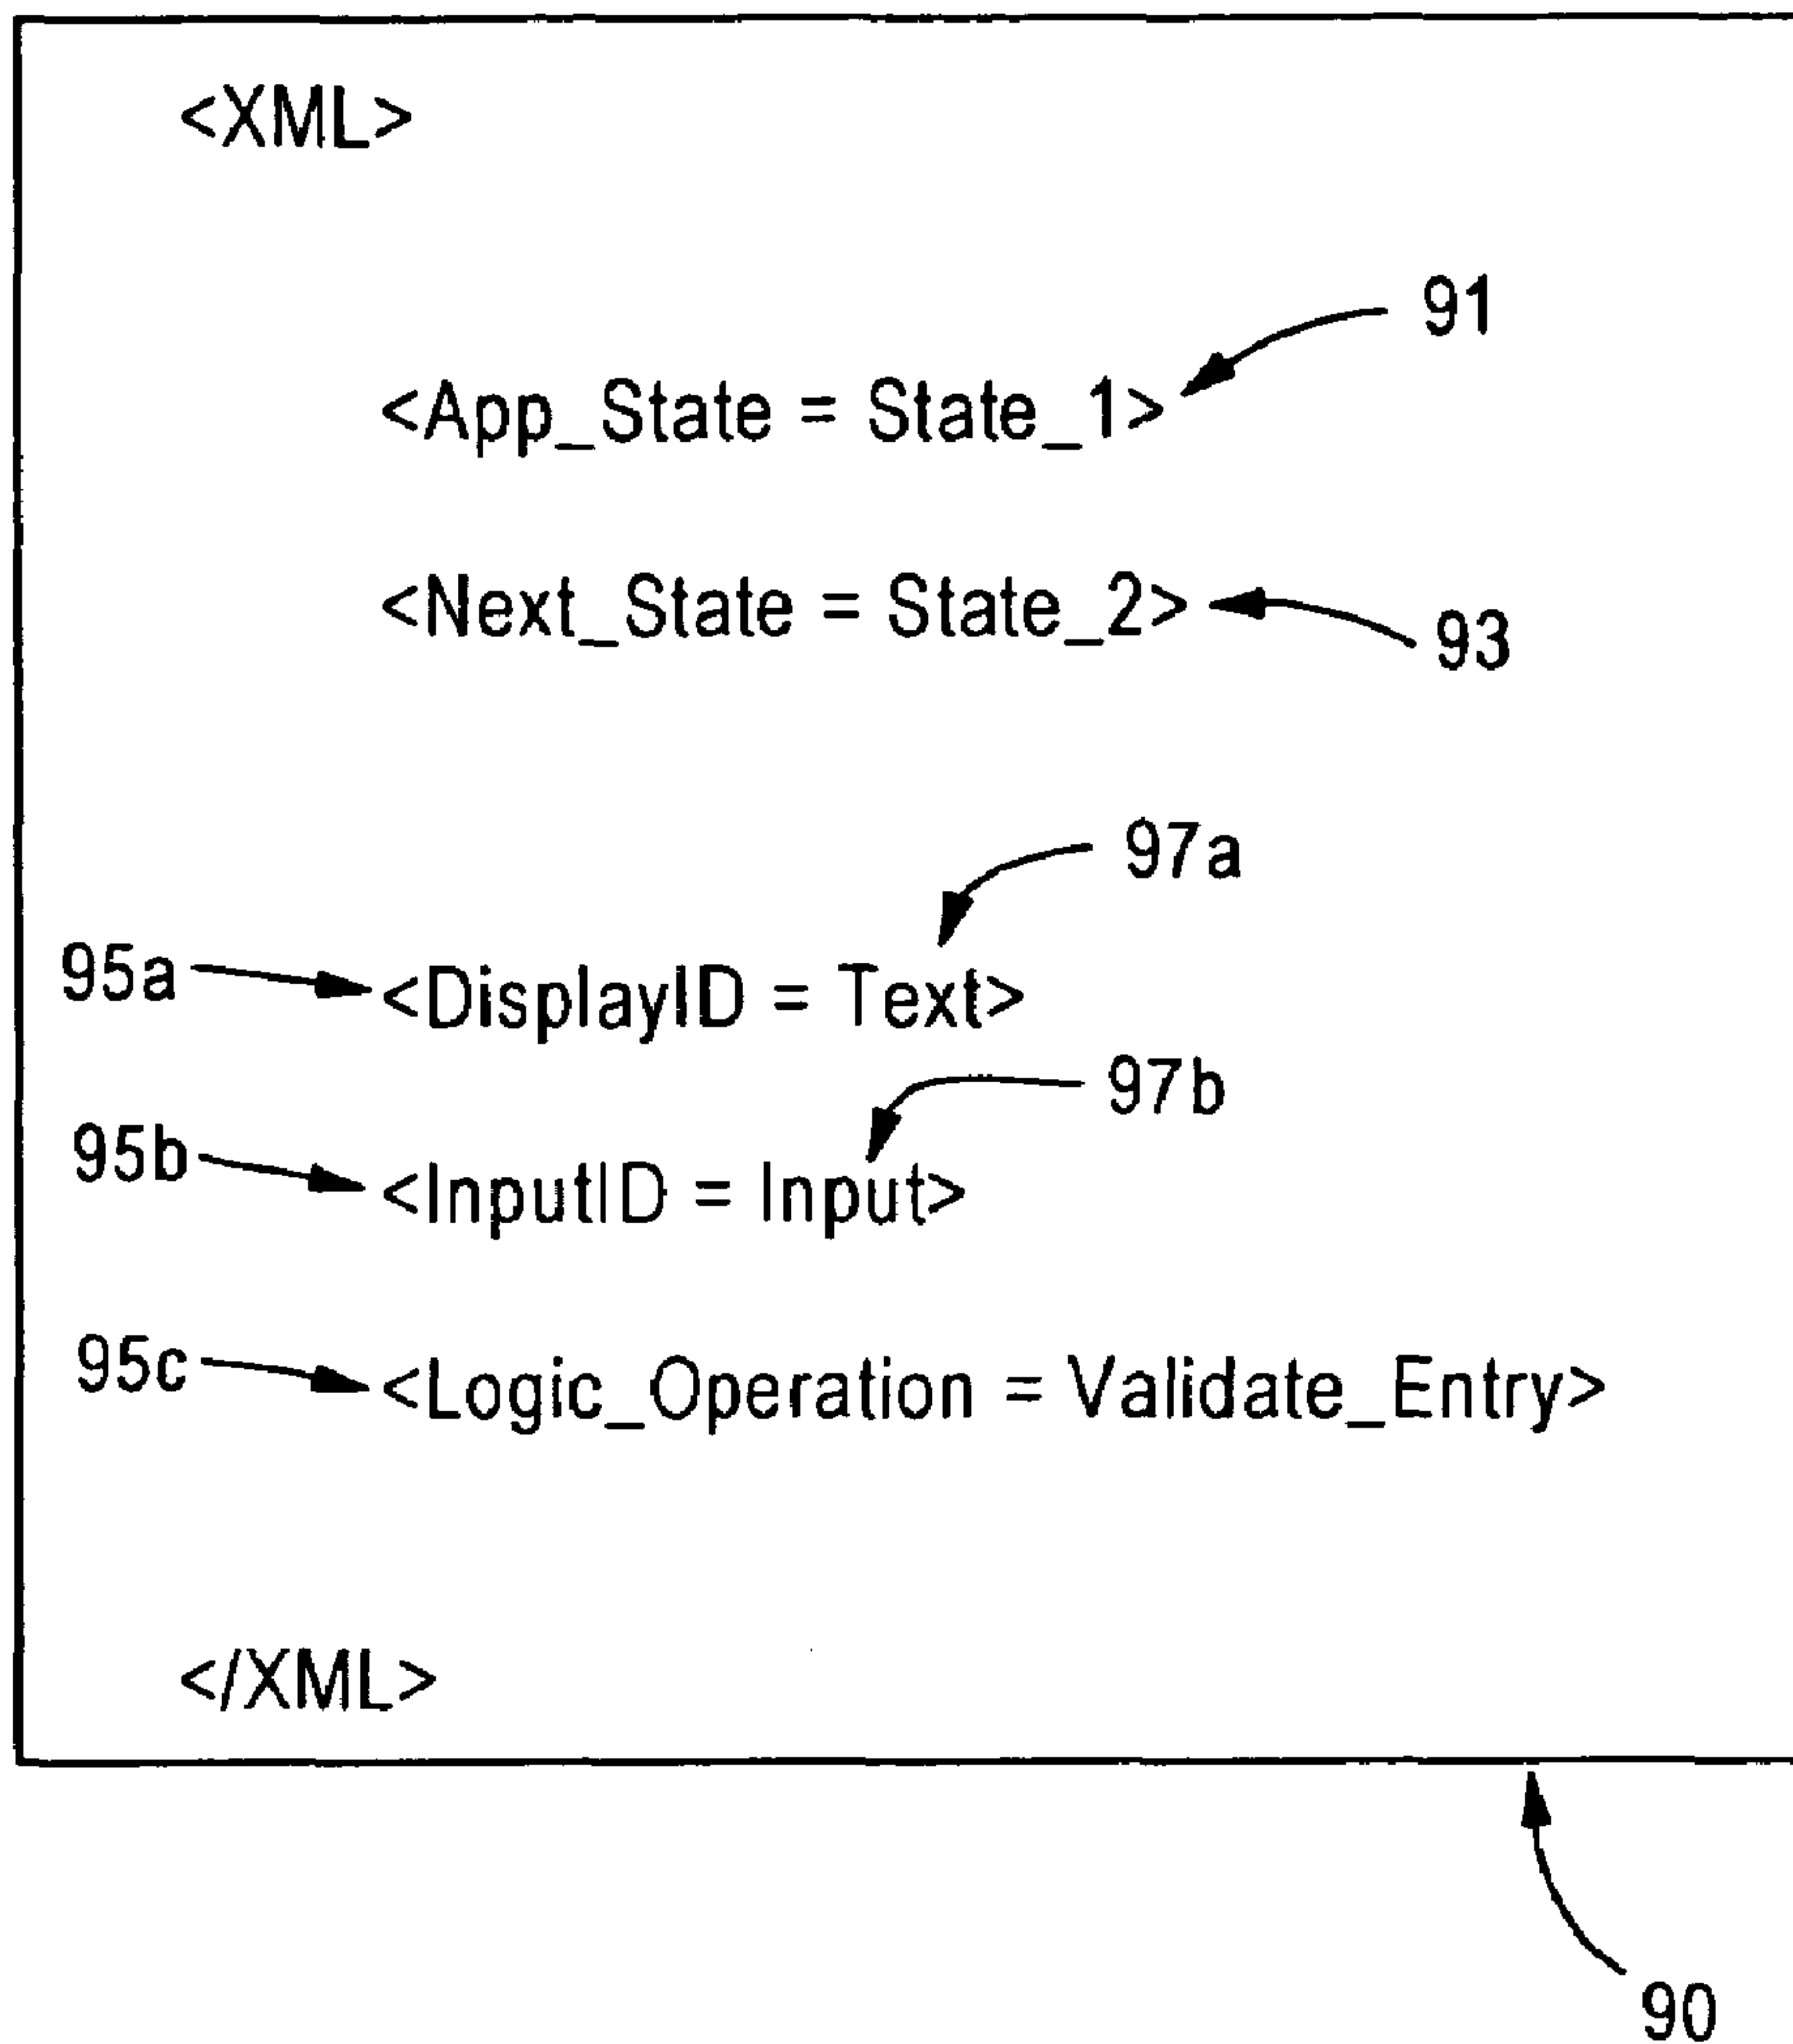 <XML>
91
<App_State = State_1>
<Next_State = State_2>
93
97a
95a
<DisplayID = Text>
97b
95b
<InputID = Input>
95c
<Logic_Operation = Validate_Entry>
</XML>
90